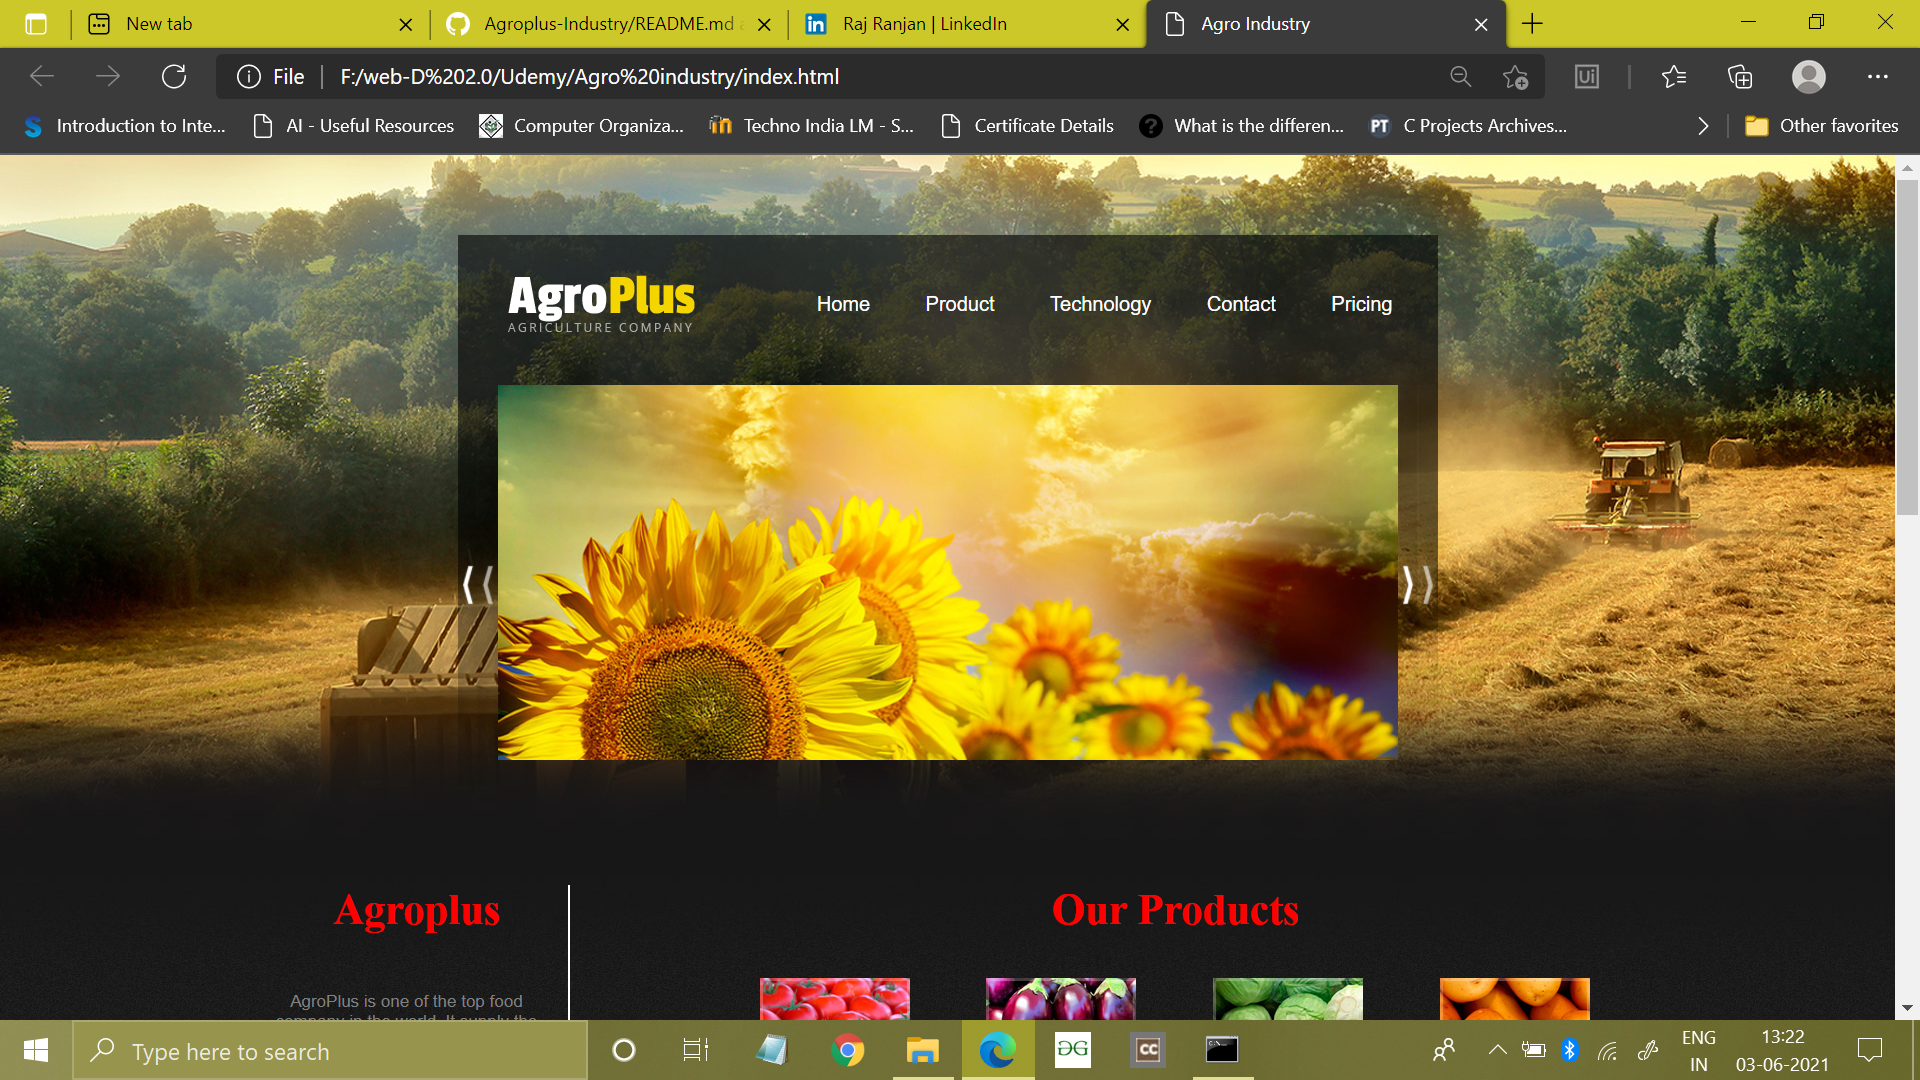 New tab
Agroplus-Industry/README.md a
Raj Ranjan | LinkedIn
Agro Industry
File
F:/web-D%202.0/Udemy/Agro%20industry/index.html
Introduction to Inte...
AI - Useful Resources
Computer Organiza...
Techno India LM - S...
Certificate Details
What is the differen...
PT C Projects Archives...
Other favorites
AgroPlus
AGRICULTURE COMPANY
Home
Product
Technology
Contact
Pricing
Agroplus
Our Products
AgroPlus is one of the top food
company in the world. It supply the
Type here to search
CC
ENG
IN
13:22
03-06-2021